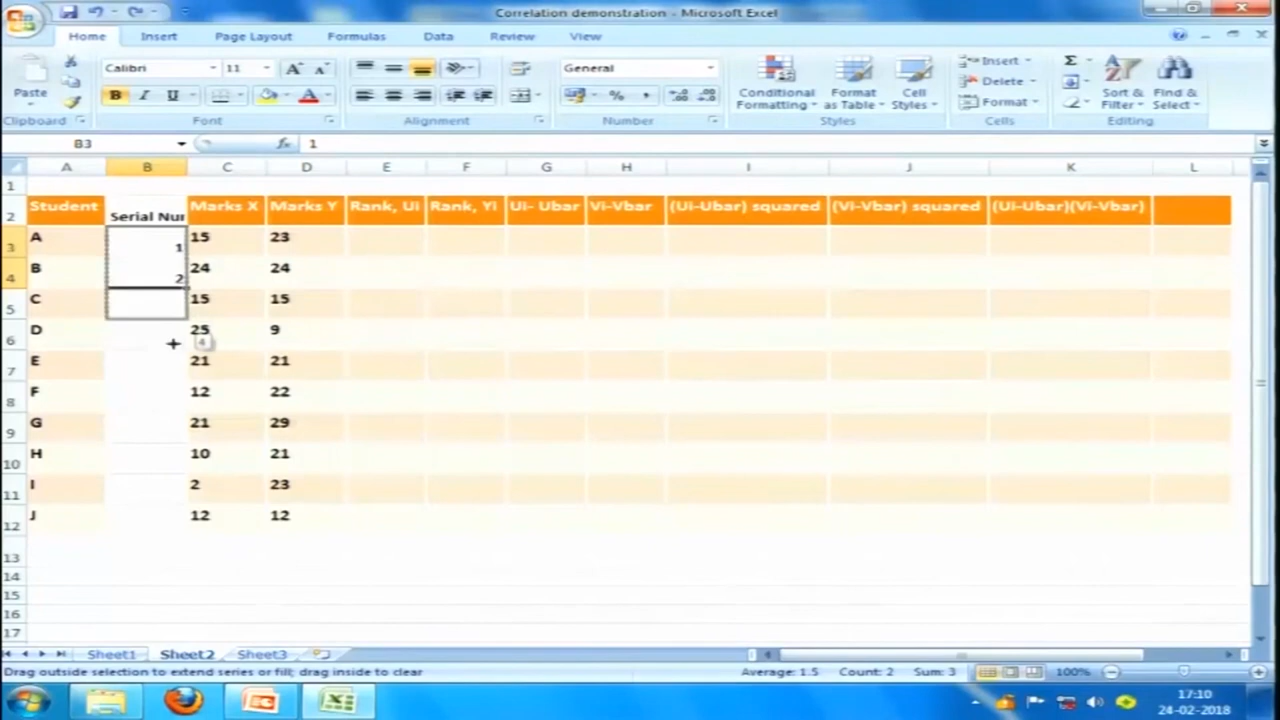 Correlation demonstration - Microsoft Excel
Home Insert Page Layout Formulas Data Review View
Paste
Calibri 11
B I U
General
%
Conditional Formatting
Format as Table
Cell Styles
Insert
Delete
Format
Σ
Sort & Filter
Find & Select
Clipboard Font Alignment Number Styles Cells Editing
B3 fx 1
A B C D E F G H I J K L
1
2 Student Serial Nur Marks X Marks Y Rank, Ui Rank, Yi Ui- Ubar Vi-Vbar (Ui-Ubar) squared (Vi-Vbar) squared (Ui-Ubar)(Vi-Vbar)
3 A 1 15 23
4 B 2 24 24
5 C 15 15
6 D 25 9
4
7 E 21 21
8 F 12 22
9 G 21 29
10 H 10 21
11 I 2 23
12 J 12 12
13
14
15
16
17
Sheet1 Sheet2 Sheet3
Drag outside selection to extend series or fill; drag inside to clear Average: 1.5 Count: 2 Sum: 3 100%
17:10
24-02-2018